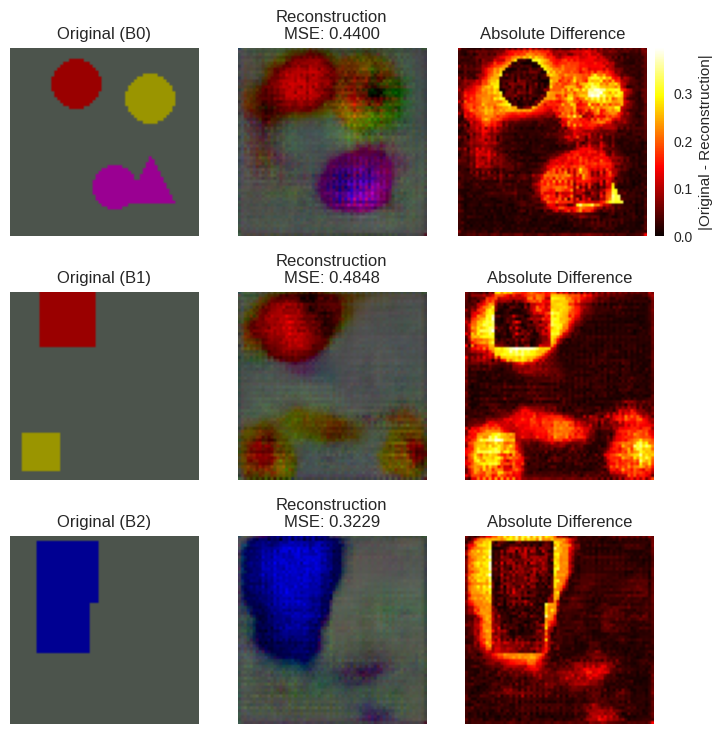 Original (B0)
Reconstruction
MSE: 0.4400
Absolute Difference
0.3
0.2
0.1
0.0
|Original - Reconstruction|
Original (B1)
Reconstruction
MSE: 0.4848
Absolute Difference
Original (B2)
Reconstruction
MSE: 0.3229
Absolute Difference